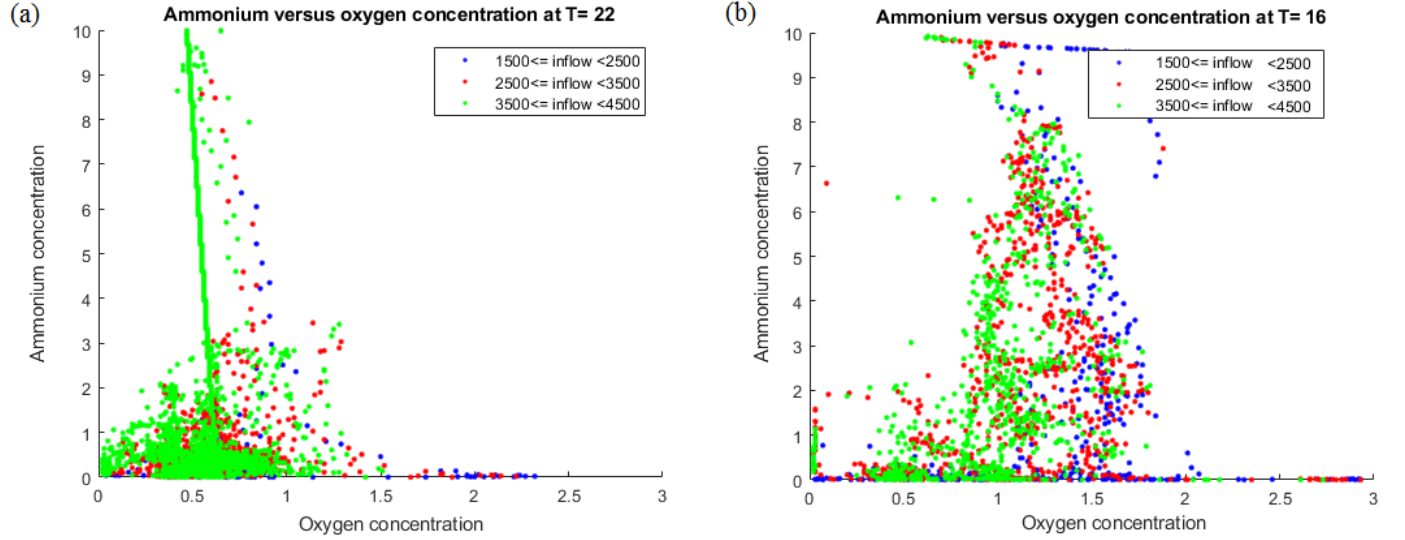 (a)
Ammonium versus oxygen concentration at T= 22
1500<= inflow <2500
2500<= inflow <3500
3500<= inflow <4500
10
9
8
7
6
5
4
3
2
1
0
Ammonium concentration
0
0.5
1
1.5
2
2.5
3
Oxygen concentration
(b)
Ammonium versus oxygen concentration at T= 16
1500<= inflow <2500
2500<= inflow <3500
3500<= inflow <4500
10
9
8
7
6
5
4
3
2
1
0
Ammonium concentration
0
0.5
1
1.5
2
2.5
3
Oxygen concentration